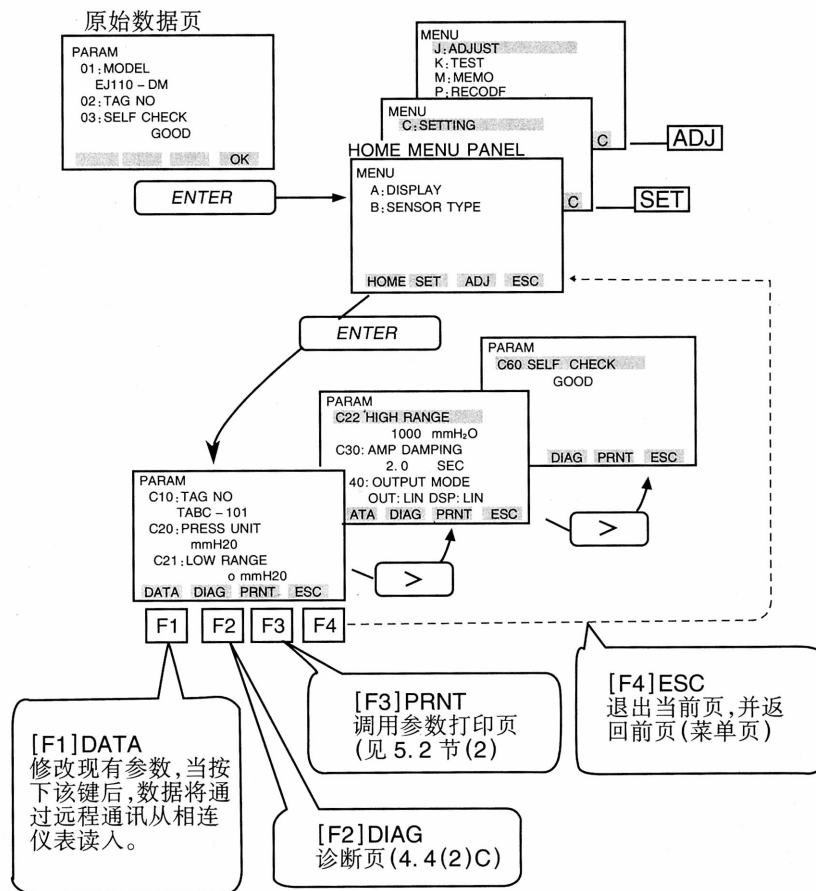 原始数据页
PARAM
01:MODEL
EJ110-DM
02:TAG NO
03:SELF CHECK
GOOD
OK
ENTER
MENU
J:ADJUST
K:TEST
M:MEMO
P:RECODF
C
ADJ
MENU
C:SETTING
C
SET
HOME MENU PANEL
MENU
A:DISPLAY
B:SENSOR TYPE
HOME SET ADJ ESC
ENTER
PARAM
C60 SELF CHECK
GOOD
DIAG PRNT ESC
PARAM
C22 HIGH RANGE
1000 mmH₂O
C30: AMP DAMPING
2.0 SEC
40: OUTPUT MODE
OUT: LIN DSP: LIN
ATA DIAG PRNT ESC
>
PARAM
C10:TAG NO
TABC-101
C20:PRESS UNIT
mmH20
C21:LOW RANGE
o mmH20
DATA DIAG PRNT ESC
>
F1 F2 F3 F4
[F1]DATA
修改现有参数,当按
下该键后,数据将通
过远程通讯从相连
仪表读入。
[F3]PRNT
调用参数打印页
(见5.2节(2)
[F2]DIAG
诊断页(4.4(2)C)
[F4]ESC
退出当前页,并返
回前页(菜单页)